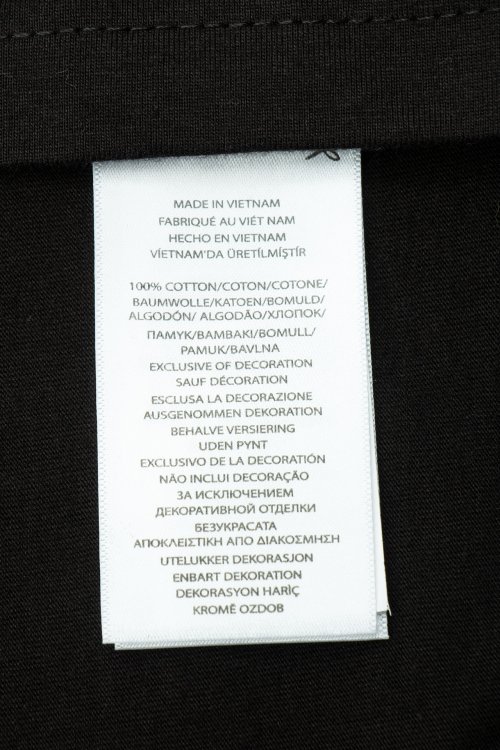 MADE IN VIETNAM
FABRIQUÉ AU VIÉT NAM
HECHO EN VIETNAM
VİETNAM'DA ÜRETİLMİŞTİR
100% COTTON/COTON/COTONE/
BAUMWOLLE/KATOEN/BOMULD/
ALGODÓN/ ALGODÃO/ХЛОПОК/
ПАМУК/ΒΑΜΒΑΚΙ/BOMULL/
PAMUK/BAVLNA
EXCLUSIVE OF DECORATION
SAUF DÉCORATION
ESCLUSA LA DECORAZIONE
AUSGENOMMEN DEKORATION
BEHALVE VERSIERING
UDEN PYNT
EXCLUSIVO DE LA DECORATIÓN
NÃO INCLUI DECORAÇÃO
ЗА ИСКЛЮЧЕНИЕМ
ДЕКОРАТИВНОЙ ОТДЕЛКИ
БЕЗУКРАСАТА
ΑΠΟΚΛΕΙΣΤΙΚΗ ΑΠΟ ΔΙΑΚΟΣΜΗΣΗ
UTELUKKER DEKORASJON
ENBART DEKORATION
DEKORASYON HARİÇ
KROMĚ OZDOB